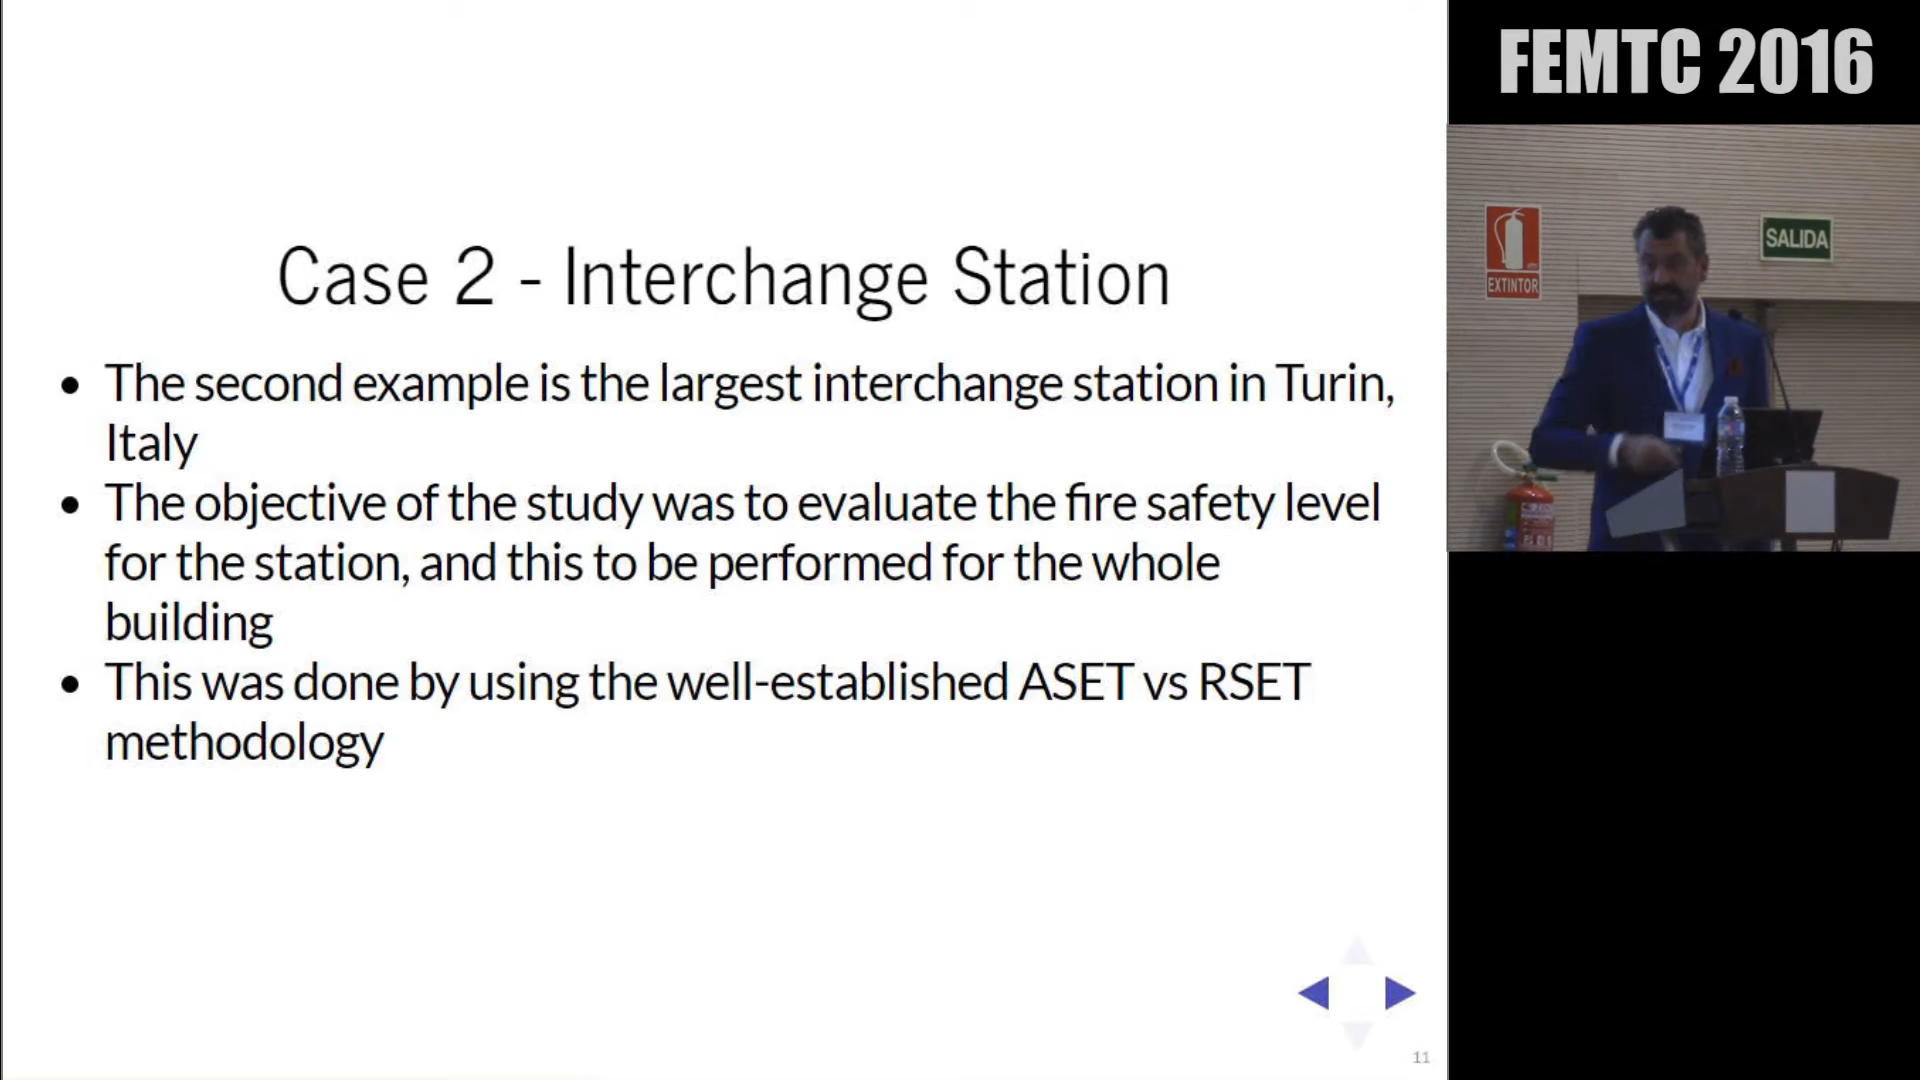 Case 2 - Interchange Station
• The second example is the largest interchange station in Turin,
Italy
• The objective of the study was to evaluate the fire safety level
for the station, and this to be performed for the whole
building
• This was done by using the well-established ASET vs RSET
methodology
11
FEMTC 2016
EXTINTOR
SALIDA